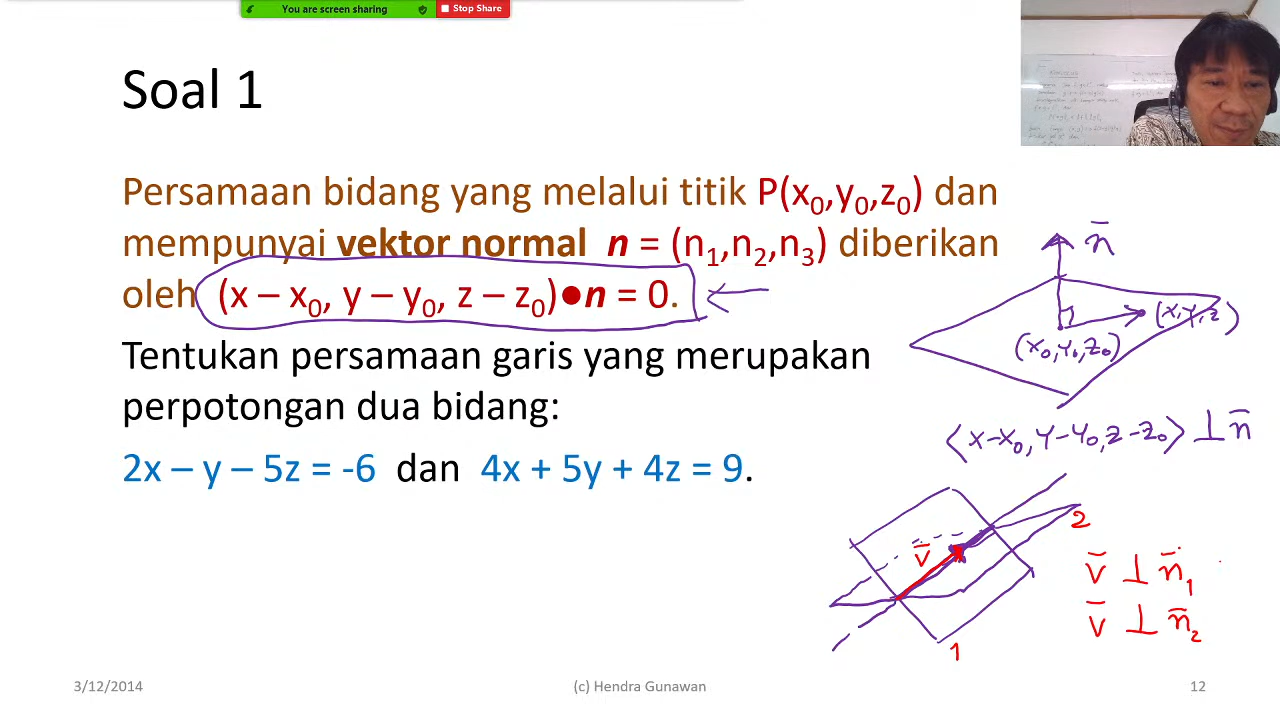 You are screen sharing
Stop Share
Soal 1
Persamaan bidang yang melalui titik P(x₀,y₀,z₀) dan
mempunyai vektor normal n = (n₁,n₂,n₃) diberikan
oleh (x – x₀, y – y₀, z – z₀)●n = 0.
Tentukan persamaan garis yang merupakan
perpotongan dua bidang:
2x – y – 5z = -6 dan 4x + 5y + 4z = 9.
n̄
(x,y,z)
(x₀,y₀,z₀)
⟨x-x₀,y-y₀,z-z₀⟩ ⊥ n̄
2
v̄
v̄ ⊥ n̄₁
v̄ ⊥ n̄₂
1
3/12/2014
(c) Hendra Gunawan
12